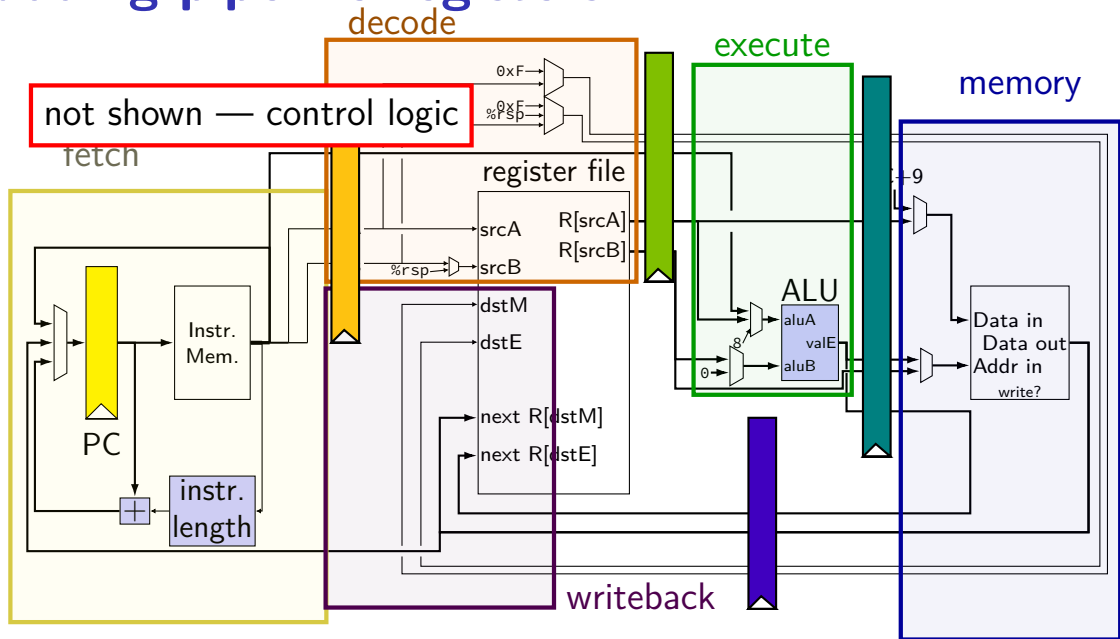 decode
execute
memory
0xF
0xF
%rsp
not shown — control logic
fetch
register file
+9
srcA
R[srcA]
R[srcB]
%rsp
srcB
dstM
dstE
ALU
aluA
valE
aluB
8
0
Instr.
Mem.
Data in
Data out
Addr in
write?
PC
next R[dstM]
next R[dstE]
instr.
length
+
writeback